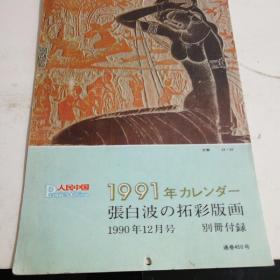 人民中国
1991年カレンダー
張白波の拓彩版画
1990年12月号 別冊付録
通巻450号